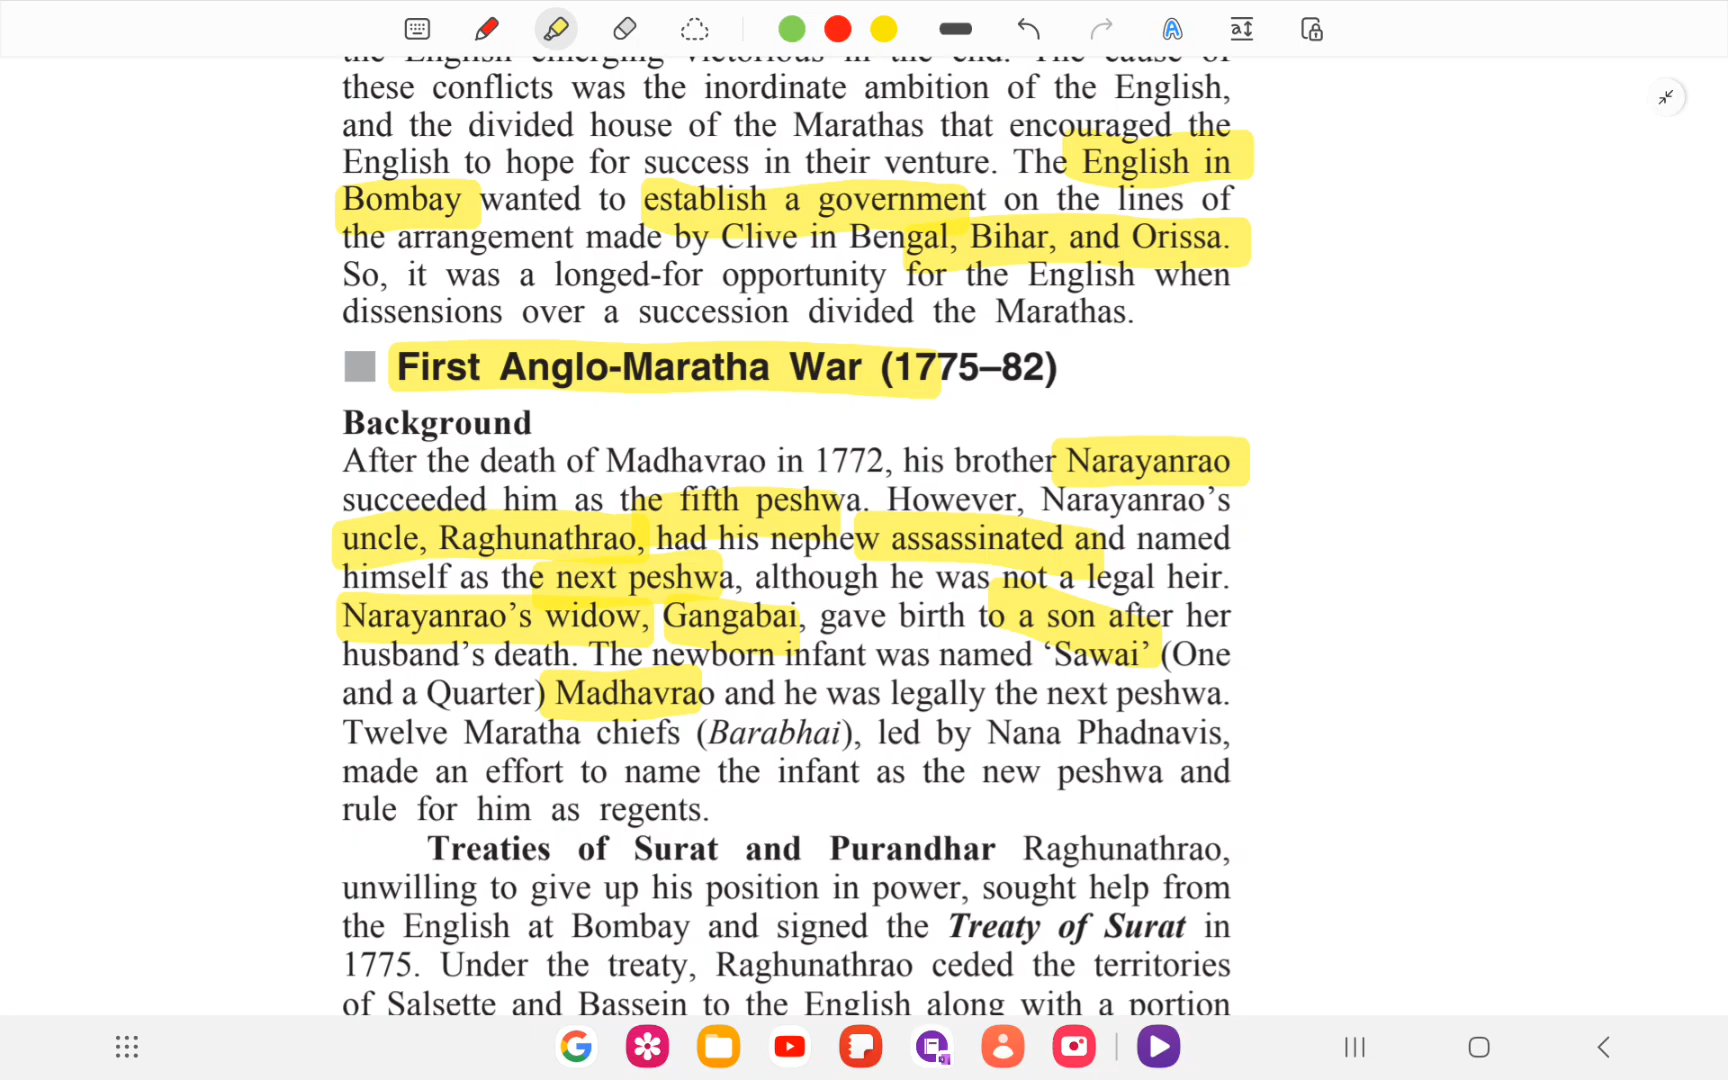 the English emerging victorious in the end. The cause of
these conflicts was the inordinate ambition of the English,
and the divided house of the Marathas that encouraged the
English to hope for success in their venture. The English in
Bombay wanted to establish a government on the lines of
the arrangement made by Clive in Bengal, Bihar, and Orissa.
So, it was a longed-for opportunity for the English when
dissensions over a succession divided the Marathas.
First Anglo-Maratha War (1775–82)
Background
After the death of Madhavrao in 1772, his brother Narayanrao
succeeded him as the fifth peshwa. However, Narayanrao’s
uncle, Raghunathrao, had his nephew assassinated and named
himself as the next peshwa, although he was not a legal heir.
Narayanrao’s widow, Gangabai, gave birth to a son after her
husband’s death. The newborn infant was named ‘Sawai’ (One
and a Quarter) Madhavrao and he was legally the next peshwa.
Twelve Maratha chiefs (Barabhai), led by Nana Phadnavis,
made an effort to name the infant as the new peshwa and
rule for him as regents.
Treaties of Surat and Purandhar Raghunathrao,
unwilling to give up his position in power, sought help from
the English at Bombay and signed the Treaty of Surat in
1775. Under the treaty, Raghunathrao ceded the territories
of Salsette and Bassein to the English along with a portion